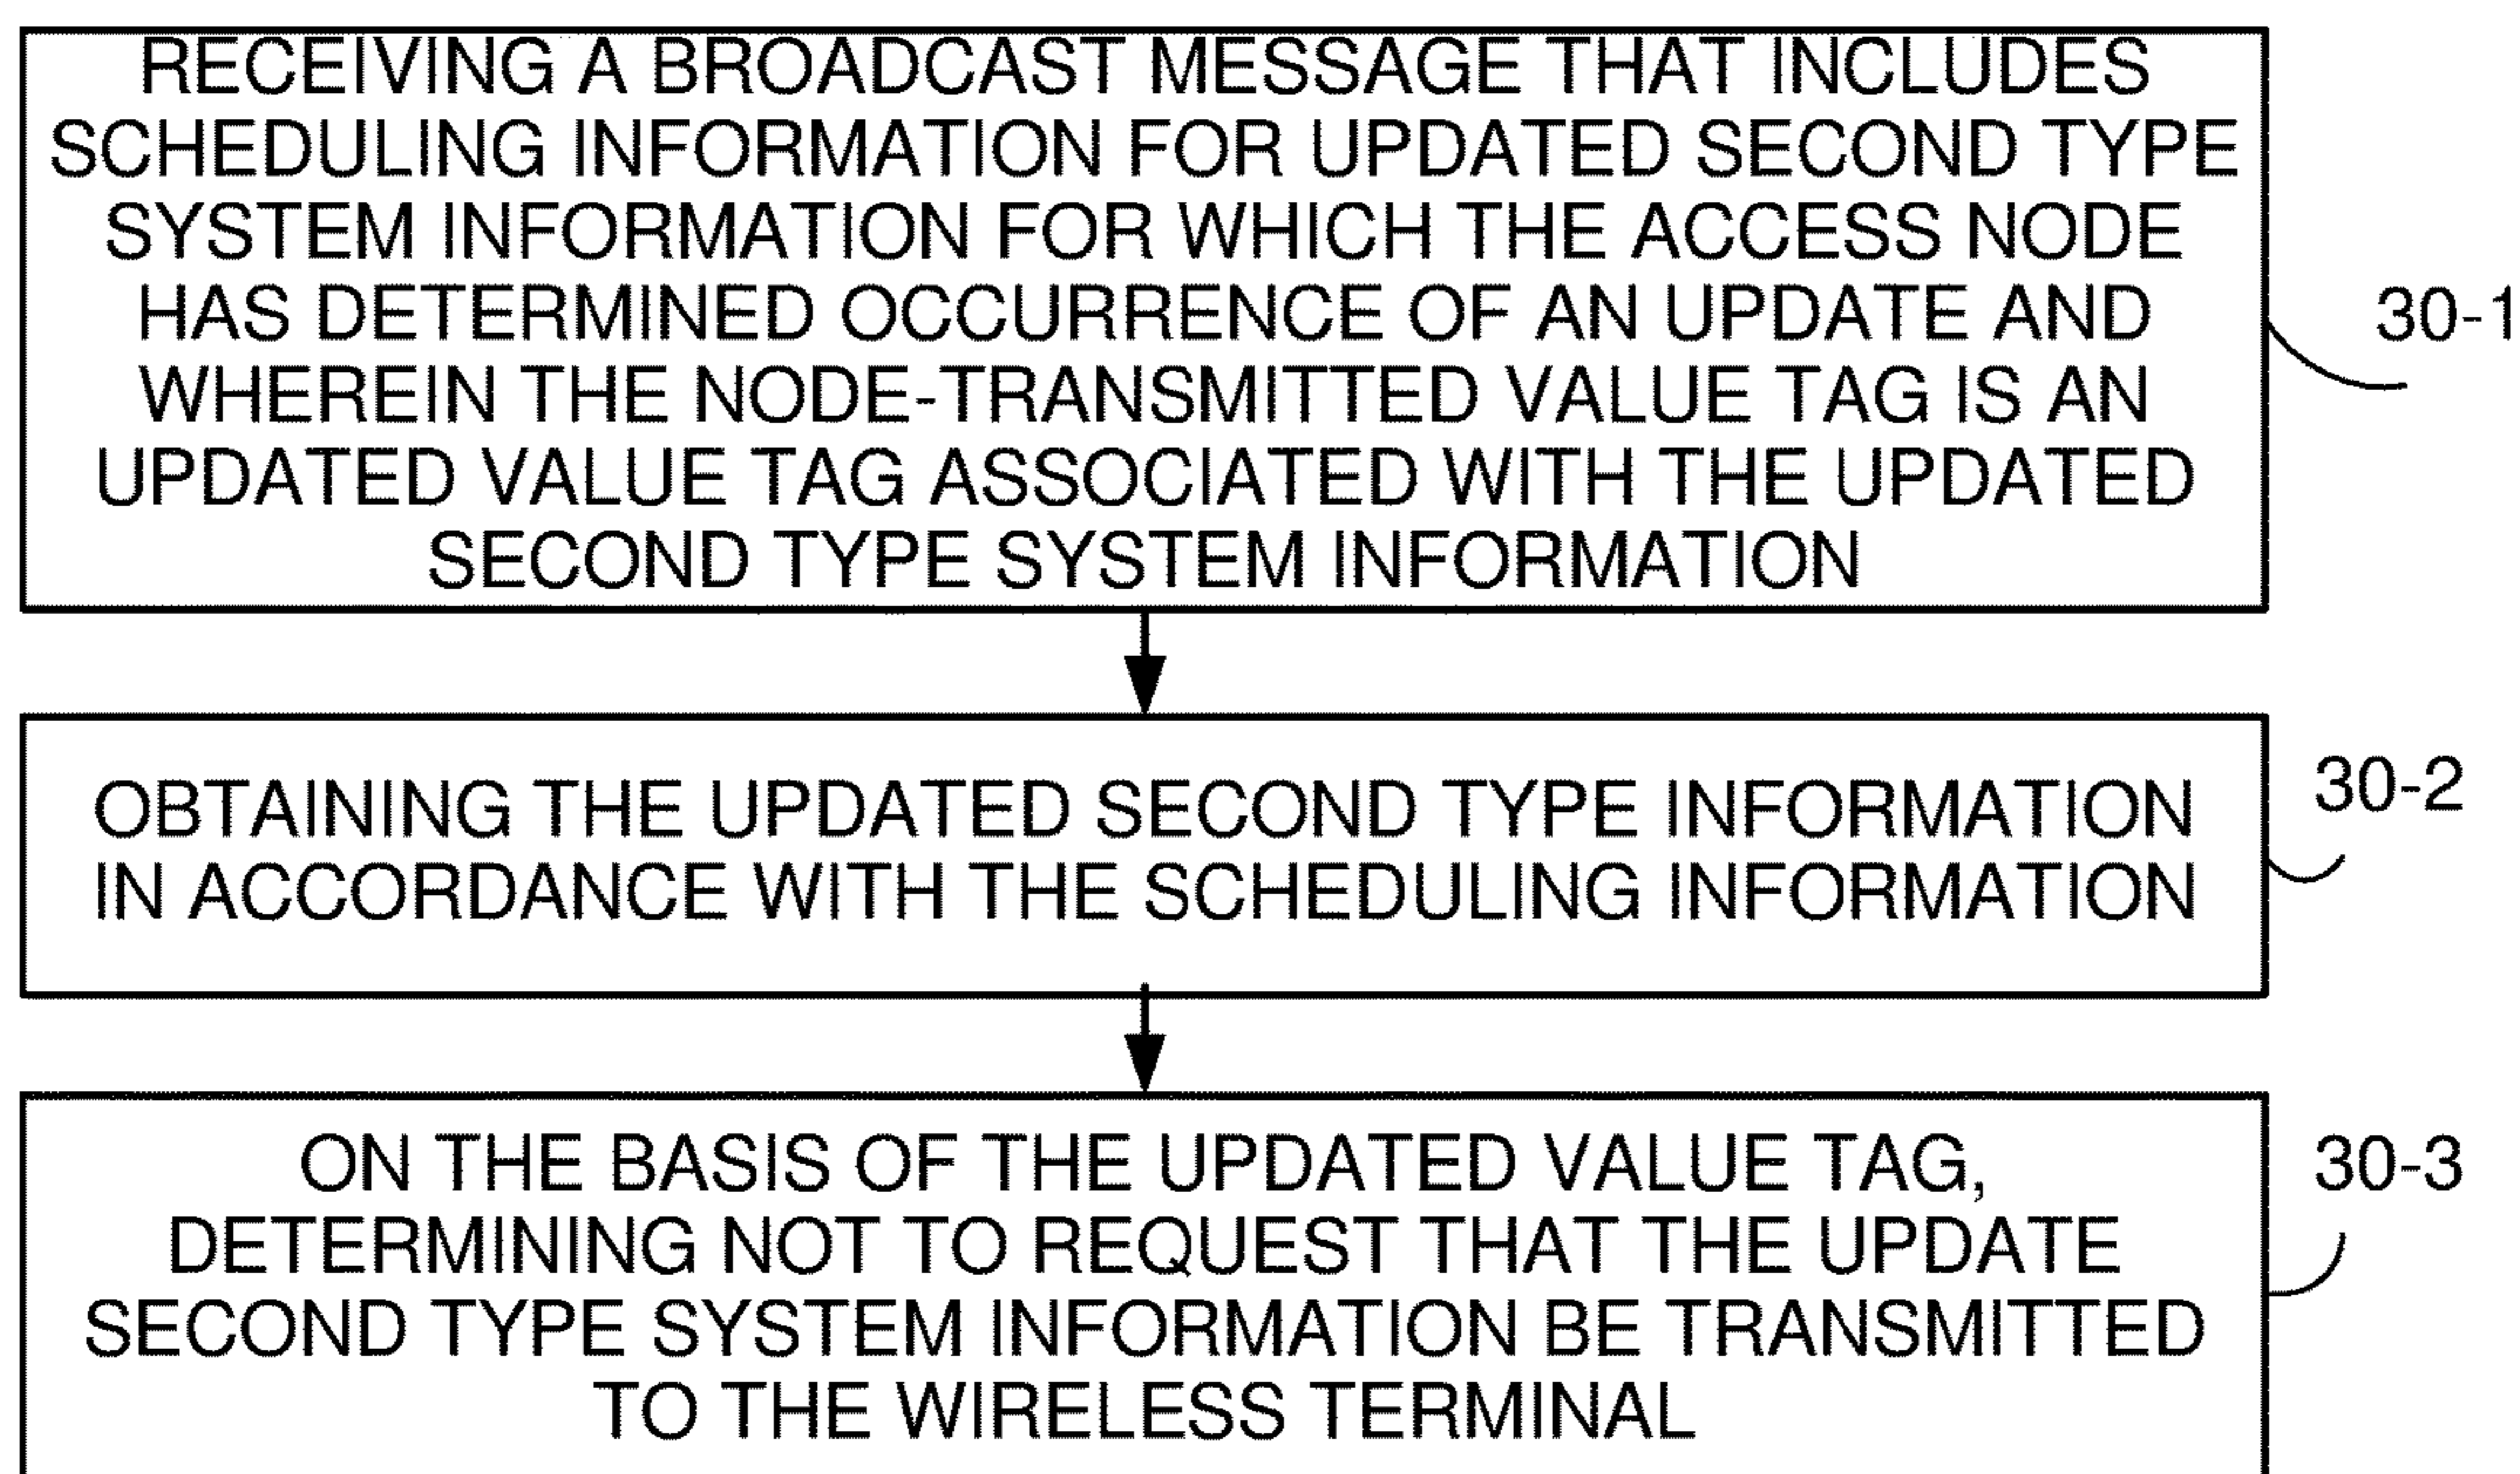 RECEIVING A BROADCAST MESSAGE THAT INCLUDES
SCHEDULING INFORMATION FOR UPDATED SECOND TYPE
SYSTEM INFORMATION FOR WHICH THE ACCESS NODE
HAS DETERMINED OCCURRENCE OF AN UPDATE AND
WHEREIN THE NODE-TRANSMITTED VALUE TAG IS AN
UPDATED VALUE TAG ASSOCIATED WITH THE UPDATED
SECOND TYPE SYSTEM INFORMATION
30-1
OBTAINING THE UPDATED SECOND TYPE INFORMATION
IN ACCORDANCE WITH THE SCHEDULING INFORMATION
30-2
ON THE BASIS OF THE UPDATED VALUE TAG,
DETERMINING NOT TO REQUEST THAT THE UPDATE
SECOND TYPE SYSTEM INFORMATION BE TRANSMITTED
TO THE WIRELESS TERMINAL
30-3